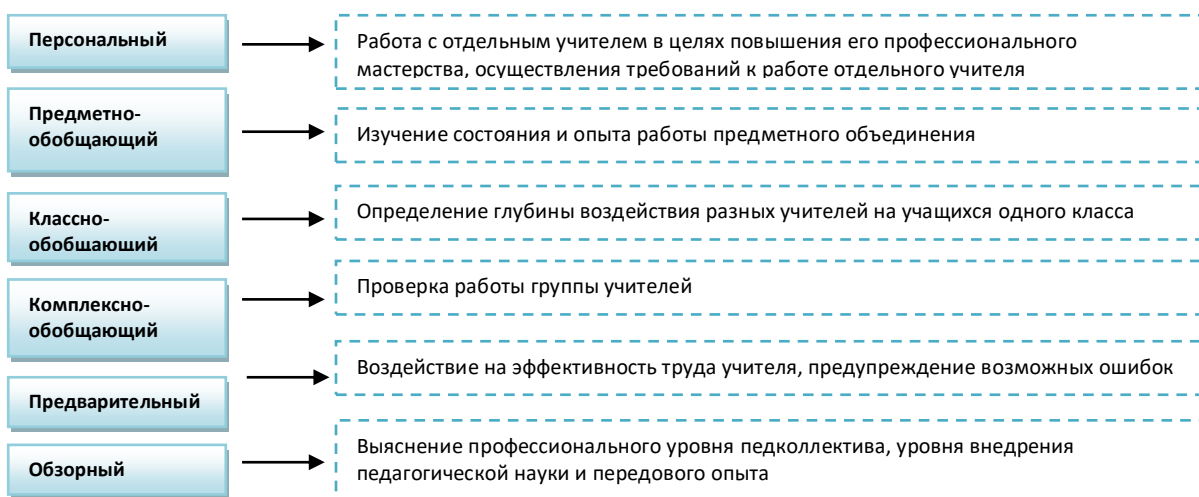 Персональный
Работа с отдельным учителем в целях повышения его профессионального
мастерства, осуществления требований к работе отдельного учителя
Предметно-
обобщающий
Изучение состояния и опыта работы предметного объединения
Классно-
обобщающий
Определение глубины воздействия разных учителей на учащихся одного класса
Комплексно-
обобщающий
Проверка работы группы учителей
Предварительный
Воздействие на эффективность труда учителя, предупреждение возможных ошибок
Обзорный
Выяснение профессионального уровня педколлектива, уровня внедрения
педагогической науки и передового опыта